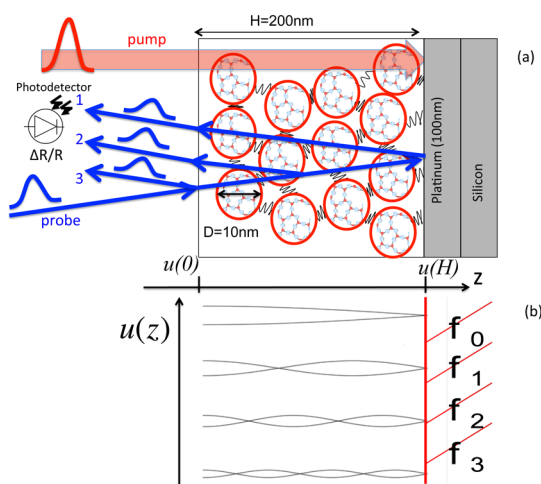 H=200nm
pump
(a)
Photodetector
1
2
3
ΔR/R
probe
D=10nm
Platinum (100nm)
Silicon
u(0)
u(H)
z
(b)
u(z)
f0
f1
f2
f3